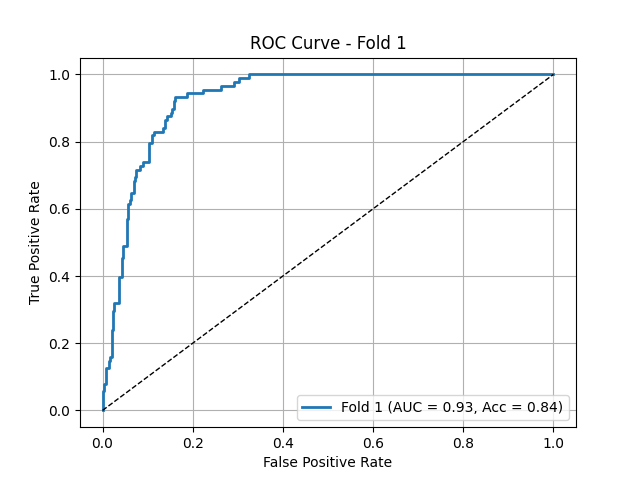 ROC Curve - Fold 1
True Positive Rate
1.0
0.8
0.6
0.4
0.2
0.0
Fold 1 (AUC = 0.93, Acc = 0.84)
0.0 0.2 0.4 0.6 0.8 1.0
False Positive Rate